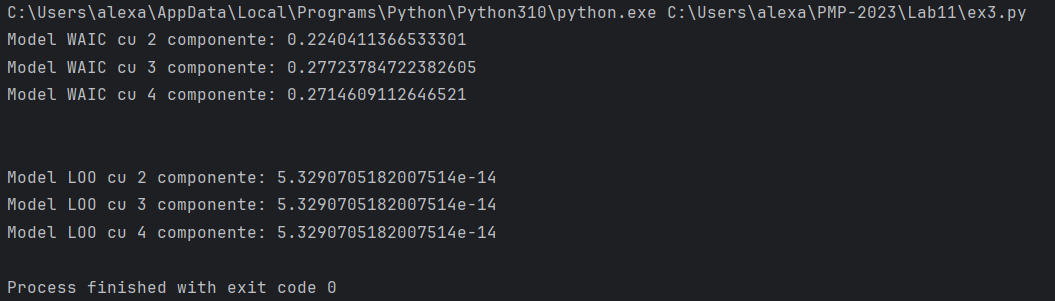 C:\Users\alexa\AppData\Local\Programs\Python\Python310\python.exe C:\Users\alexa\PMP-2023\Lab11\ex3.py
Model WAIC cu 2 componente: 0.2240411366533301
Model WAIC cu 3 componente: 0.27723784722382605
Model WAIC cu 4 componente: 0.2714609112646521
Model LOO cu 2 componente: 5.3290705182007514e-14
Model LOO cu 3 componente: 5.3290705182007514e-14
Model LOO cu 4 componente: 5.3290705182007514e-14
Process finished with exit code 0